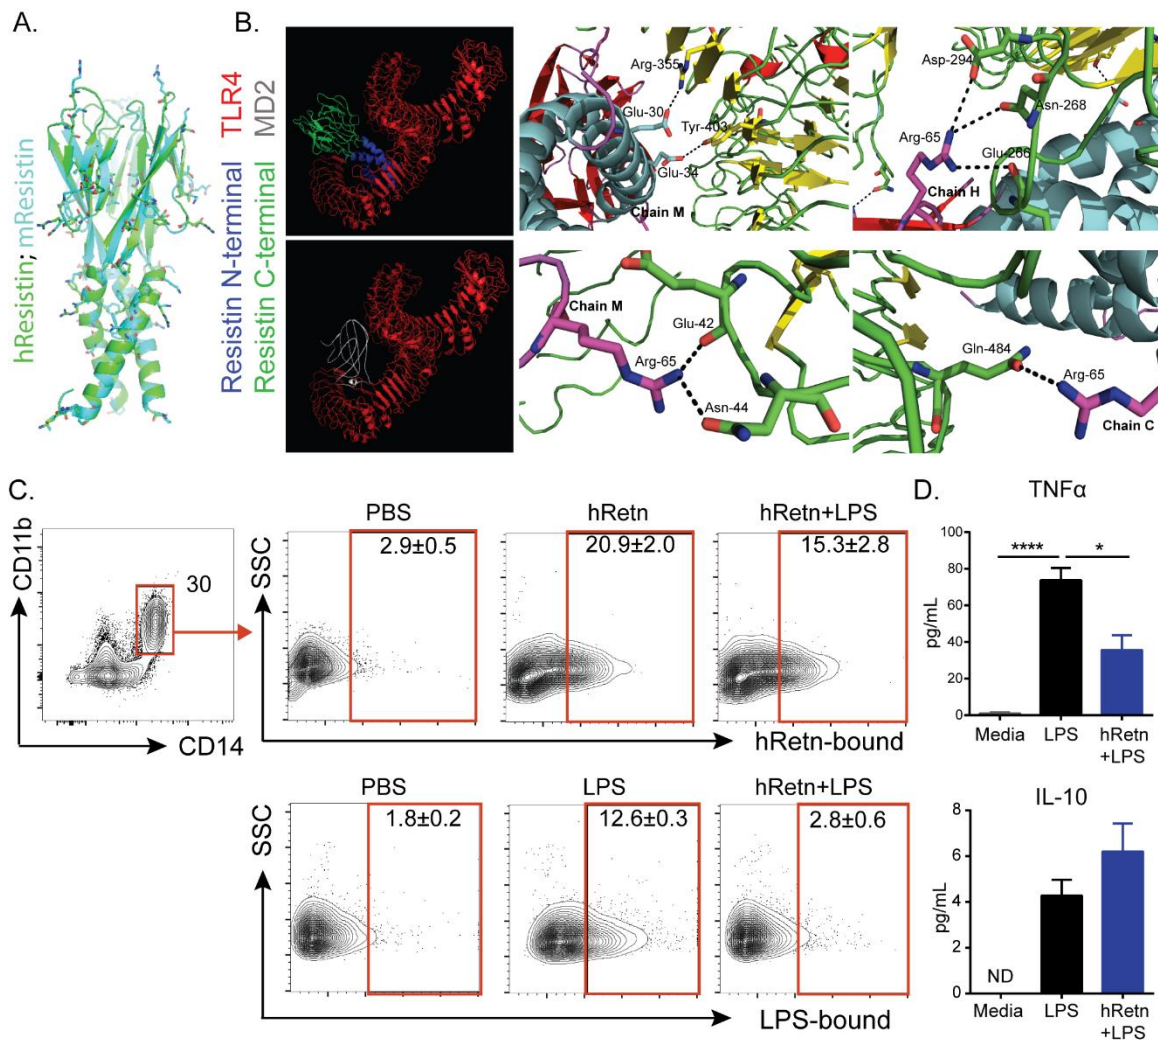 A.
hResistin; mResistin
B.
TLR4
MD2
Resistin N-terminal
Resistin C-terminal
Arg-355
Glu-30
Tyr-403
Glu-34
Chain M
Asp-294
Asn-268
Arg-65
Glu-266
Chain H
Chain M
Glu-42
Arg-65
Asn-44
Gln-484
Arg-65
Chain C
C.
CD11b
30
CD14
SSC
PBS
2.9±0.5
hRetn
20.9±2.0
hRetn+LPS
15.3±2.8
hRetn-bound
SSC
PBS
1.8±0.2
LPS
12.6±0.3
hRetn+LPS
2.8±0.6
LPS-bound
D.
TNFα
pg/mL
100
80
60
40
20
0
****
*
Media
LPS
hRetn
+LPS
IL-10
pg/mL
8
6
4
2
0
ND
Media
LPS
hRetn
+LPS